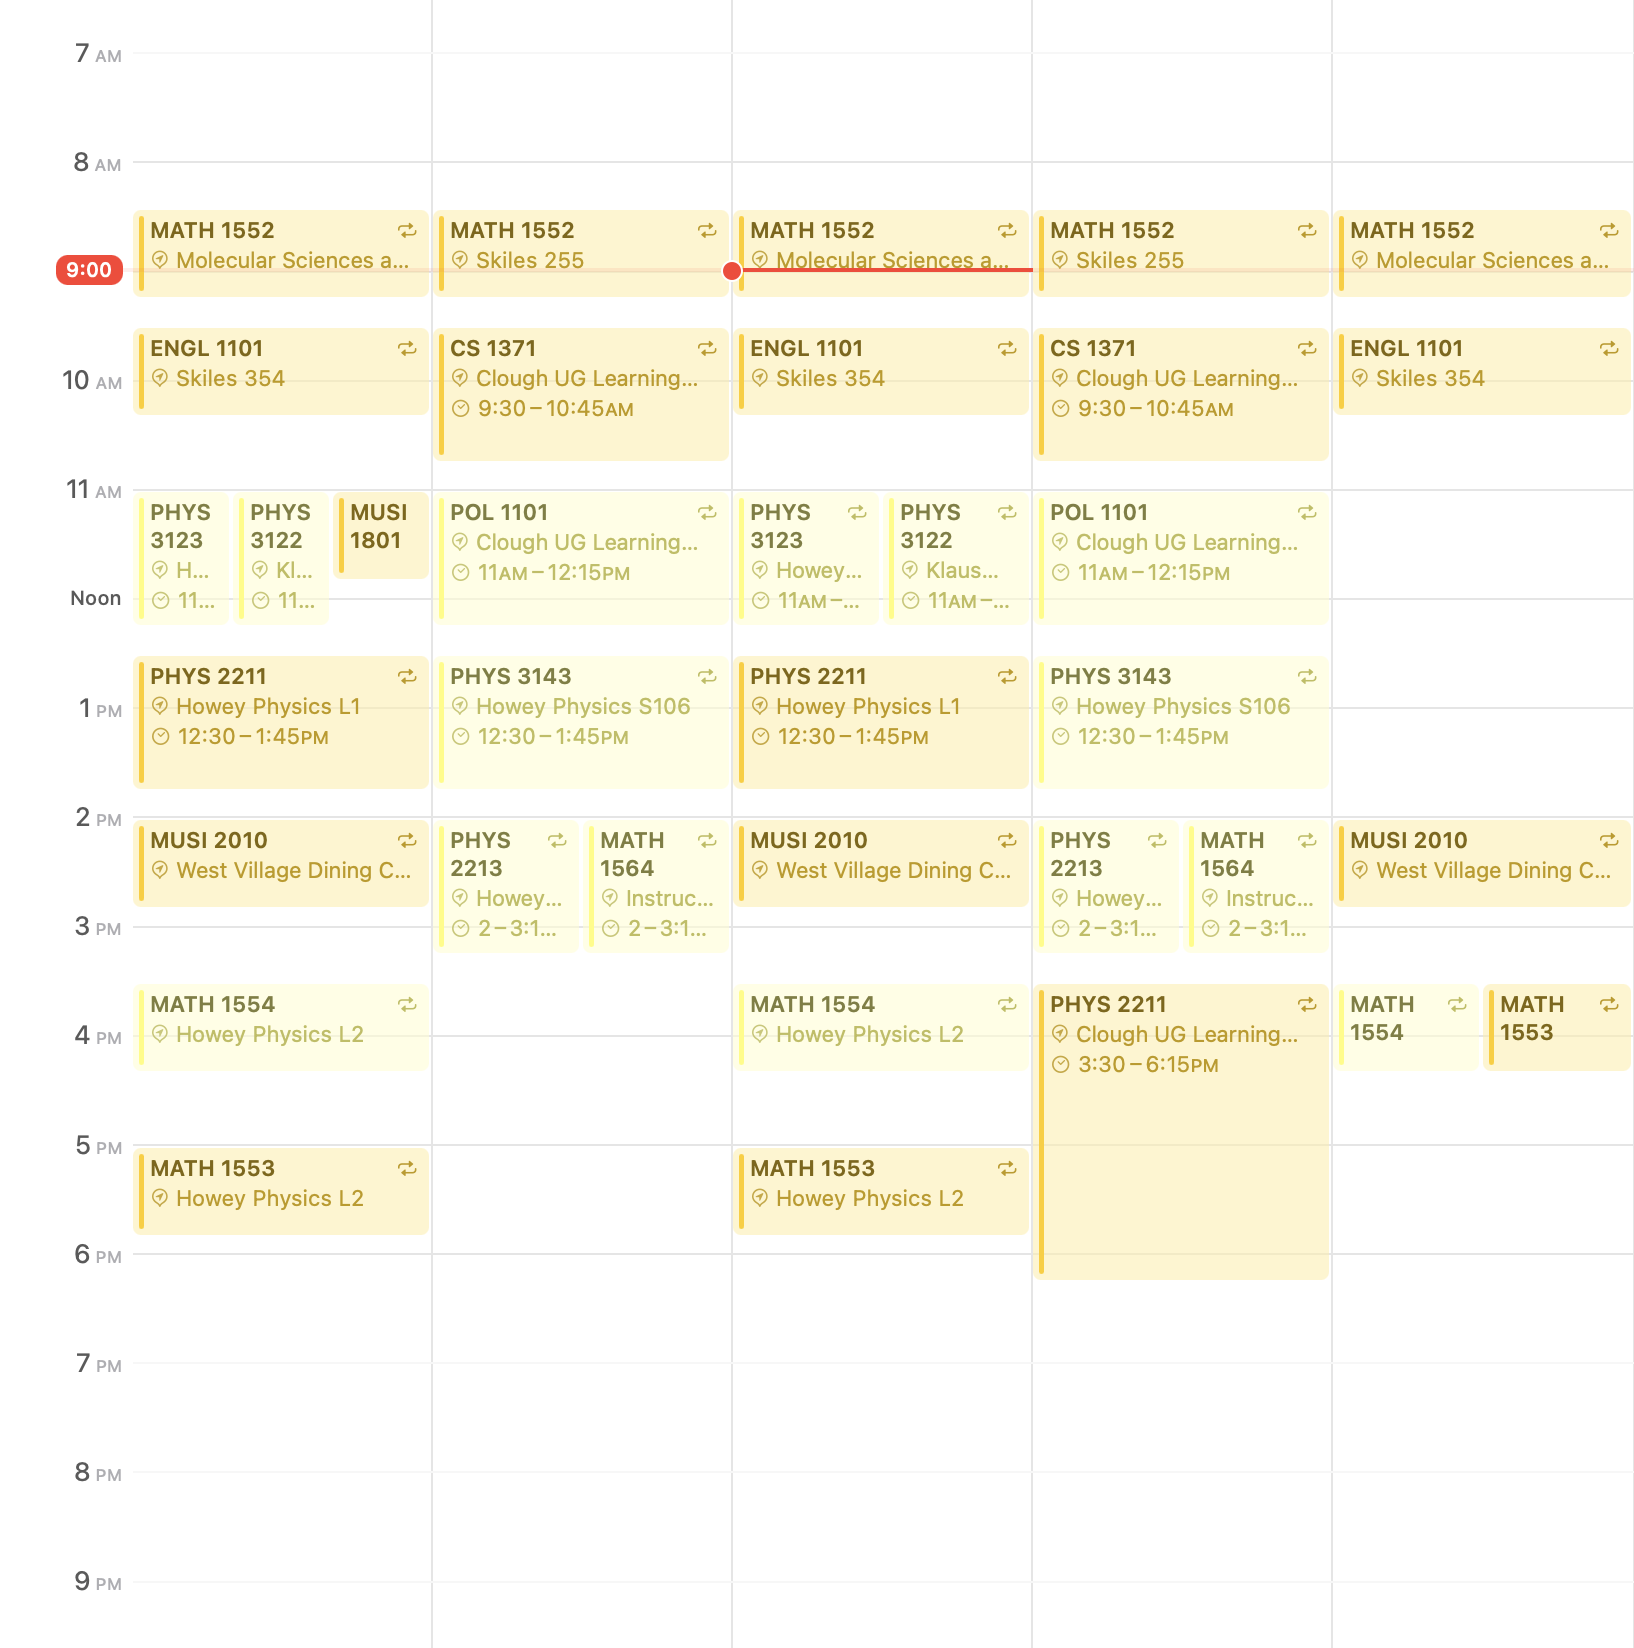 7 AM
8 AM
9:00
10 AM
11 AM
Noon
1 PM
2 PM
3 PM
4 PM
5 PM
6 PM
7 PM
8 PM
9 PM
MATH 1552
Molecular Sciences a...
ENGL 1101
Skiles 354
PHYS
3123
H...
11...
PHYS
3122
Kl...
11...
MUSI
1801
PHYS 2211
Howey Physics L1
12:30–1:45PM
MUSI 2010
West Village Dining C...
MATH 1554
Howey Physics L2
MATH 1553
Howey Physics L2
MATH 1552
Skiles 255
CS 1371
Clough UG Learning...
9:30–10:45AM
POL 1101
Clough UG Learning...
11AM–12:15PM
PHYS 3143
Howey Physics S106
12:30–1:45PM
PHYS
2213
Howey...
2–3:1...
MATH
1564
Instruc...
2–3:1...
MATH 1552
Molecular Sciences a...
ENGL 1101
Skiles 354
PHYS
3123
Howey...
11AM–...
PHYS
3122
Klaus...
11AM–...
PHYS 2211
Howey Physics L1
12:30–1:45PM
MUSI 2010
West Village Dining C...
MATH 1554
Howey Physics L2
MATH 1553
Howey Physics L2
MATH 1552
Skiles 255
CS 1371
Clough UG Learning...
9:30–10:45AM
POL 1101
Clough UG Learning...
11AM–12:15PM
PHYS 3143
Howey Physics S106
12:30–1:45PM
PHYS
2213
Howey...
2–3:1...
MATH
1564
Instruc...
2–3:1...
PHYS 2211
Clough UG Learning...
3:30–6:15PM
MATH 1552
Molecular Sciences a...
ENGL 1101
Skiles 354
MUSI 2010
West Village Dining C...
MATH
1554
MATH
1553